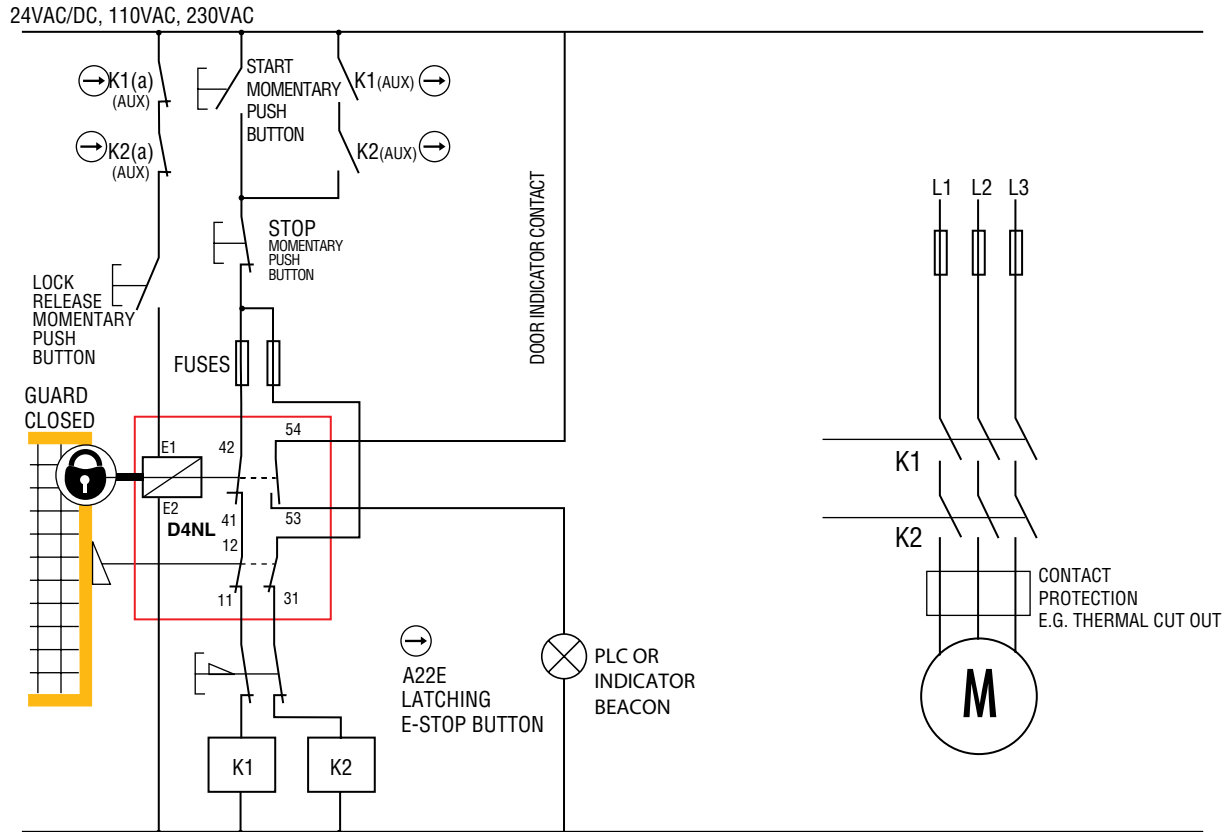 24VAC/DC, 110VAC, 230VAC
K1(a)
(AUX)
K2(a)
(AUX)
START
MOMENTARY
PUSH
BUTTON
K1(AUX)
K2(AUX)
STOP
MOMENTARY
PUSH
BUTTON
LOCK
RELEASE
MOMENTARY
PUSH
BUTTON
FUSES
DOOR INDICATOR CONTACT
GUARD
CLOSED
E1
42
54
E2
D4NL
41
53
12
11
31
A22E
LATCHING
E-STOP BUTTON
PLC OR
INDICATOR
BEACON
K1
K2
L1 L2 L3
K1
K2
CONTACT
PROTECTION
E.G. THERMAL CUT OUT
M